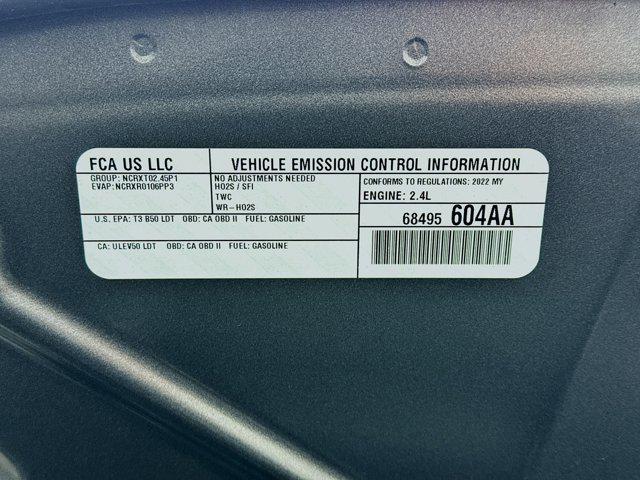 FCA US LLC
VEHICLE EMISSION CONTROL INFORMATION
GROUP: NCRXT02.45P1
EVAP: NCRXR0106PP3
NO ADJUSTMENTS NEEDED
HO2S / SFI
TWC
WR-HO2S
CONFORMS TO REGULATIONS: 2022 MY
ENGINE: 2.4L
U.S. EPA: T3 B50 LDT OBD: CA OBD II FUEL: GASOLINE
68495 604AA
CA: ULEV50 LDT OBD: CA OBD II FUEL: GASOLINE